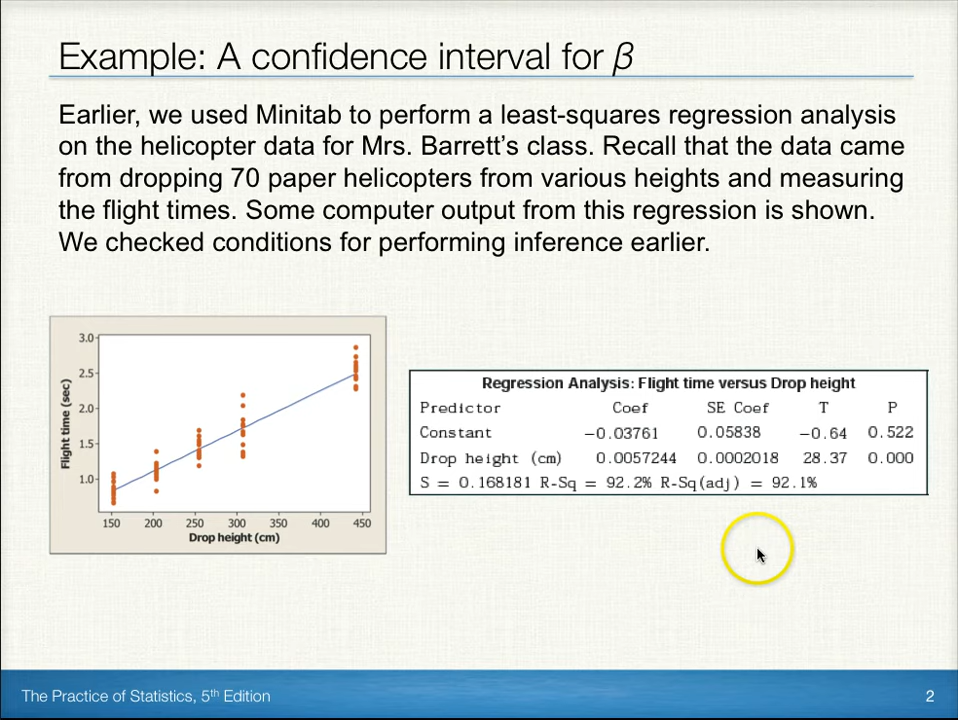 Example: A confidence interval for β
Earlier, we used Minitab to perform a least-squares regression analysis
on the helicopter data for Mrs. Barrett's class. Recall that the data came
from dropping 70 paper helicopters from various heights and measuring
the flight times. Some computer output from this regression is shown.
We checked conditions for performing inference earlier.
3.0
2.5
2.0
1.5
1.0
Flight time (sec)
150 200 250 300 350 400 450
Drop height (cm)
Regression Analysis: Flight time versus Drop height
Predictor Coef SE Coef T P
Constant −0.03761 0.05838 −0.64 0.522
Drop height (cm) 0.0057244 0.0002018 28.37 0.000
S = 0.168181 R-Sq = 92.2% R-Sq(adj) = 92.1%
The Practice of Statistics, 5th Edition
2